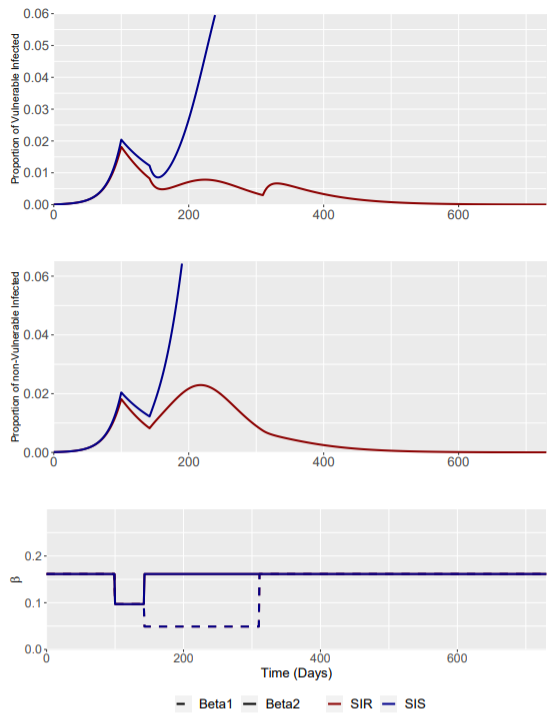 Proportion of Vulnerable Infected
0.06
0.05
0.04
0.03
0.02
0.01
0.00
0 200 400 600
Proportion of non-Vulnerable Infected
0.06
0.04
0.02
0.00
0 200 400 600
β
0.2
0.1
0.0
0 200 400 600
Time (Days)
Beta1 Beta2 SIR SIS